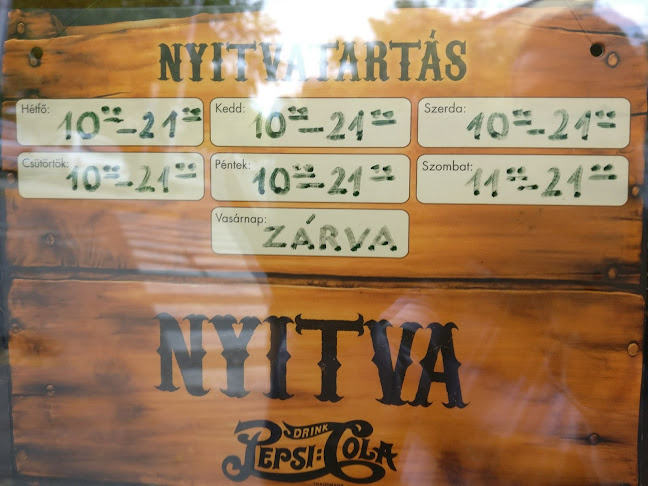 NYITVATARTÁS
Hétfő: 10⁰⁰-21⁰⁰ Kedd: 10⁰⁰-21⁰⁰ Szerda: 10⁰⁰-21⁰⁰
Csütörtök: 10⁰⁰-21⁰⁰ Péntek: 10⁰⁰-21⁰⁰ Szombat: 11⁰⁰-21⁰⁰
Vasárnap: ZÁRVA
NYITVA
DRINK
PEPSI:COLA